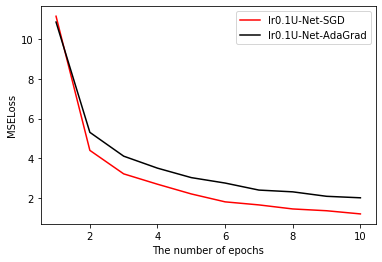 lr0.1U-Net-SGD
lr0.1U-Net-AdaGrad
10
8
6
4
2
MSELoss
2
4
6
8
10
The number of epochs